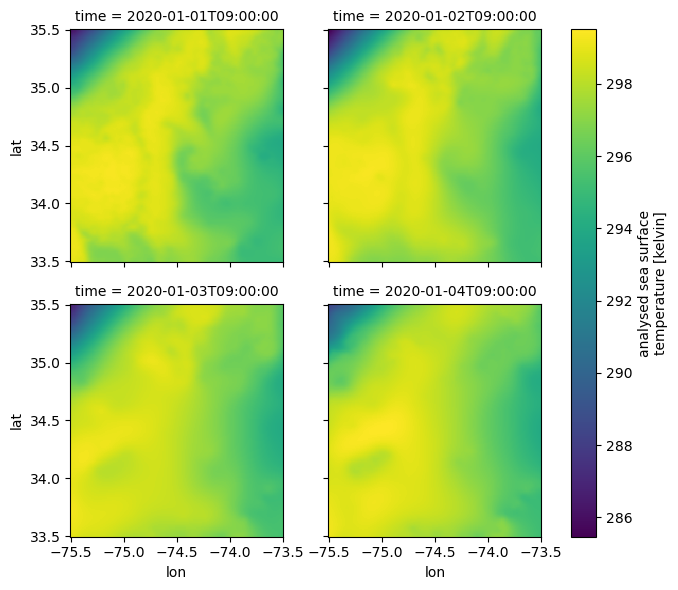 time = 2020-01-01T09:00:00
time = 2020-01-02T09:00:00
35.5
35.0
34.5
34.0
33.5
lat
time = 2020-01-03T09:00:00
time = 2020-01-04T09:00:00
35.5
35.0
34.5
34.0
33.5
lat
−75.5
−75.0
−74.5
−74.0
−73.5
lon
−75.5
−75.0
−74.5
−74.0
−73.5
lon
298
296
294
292
290
288
286
analysed sea surface
temperature [kelvin]